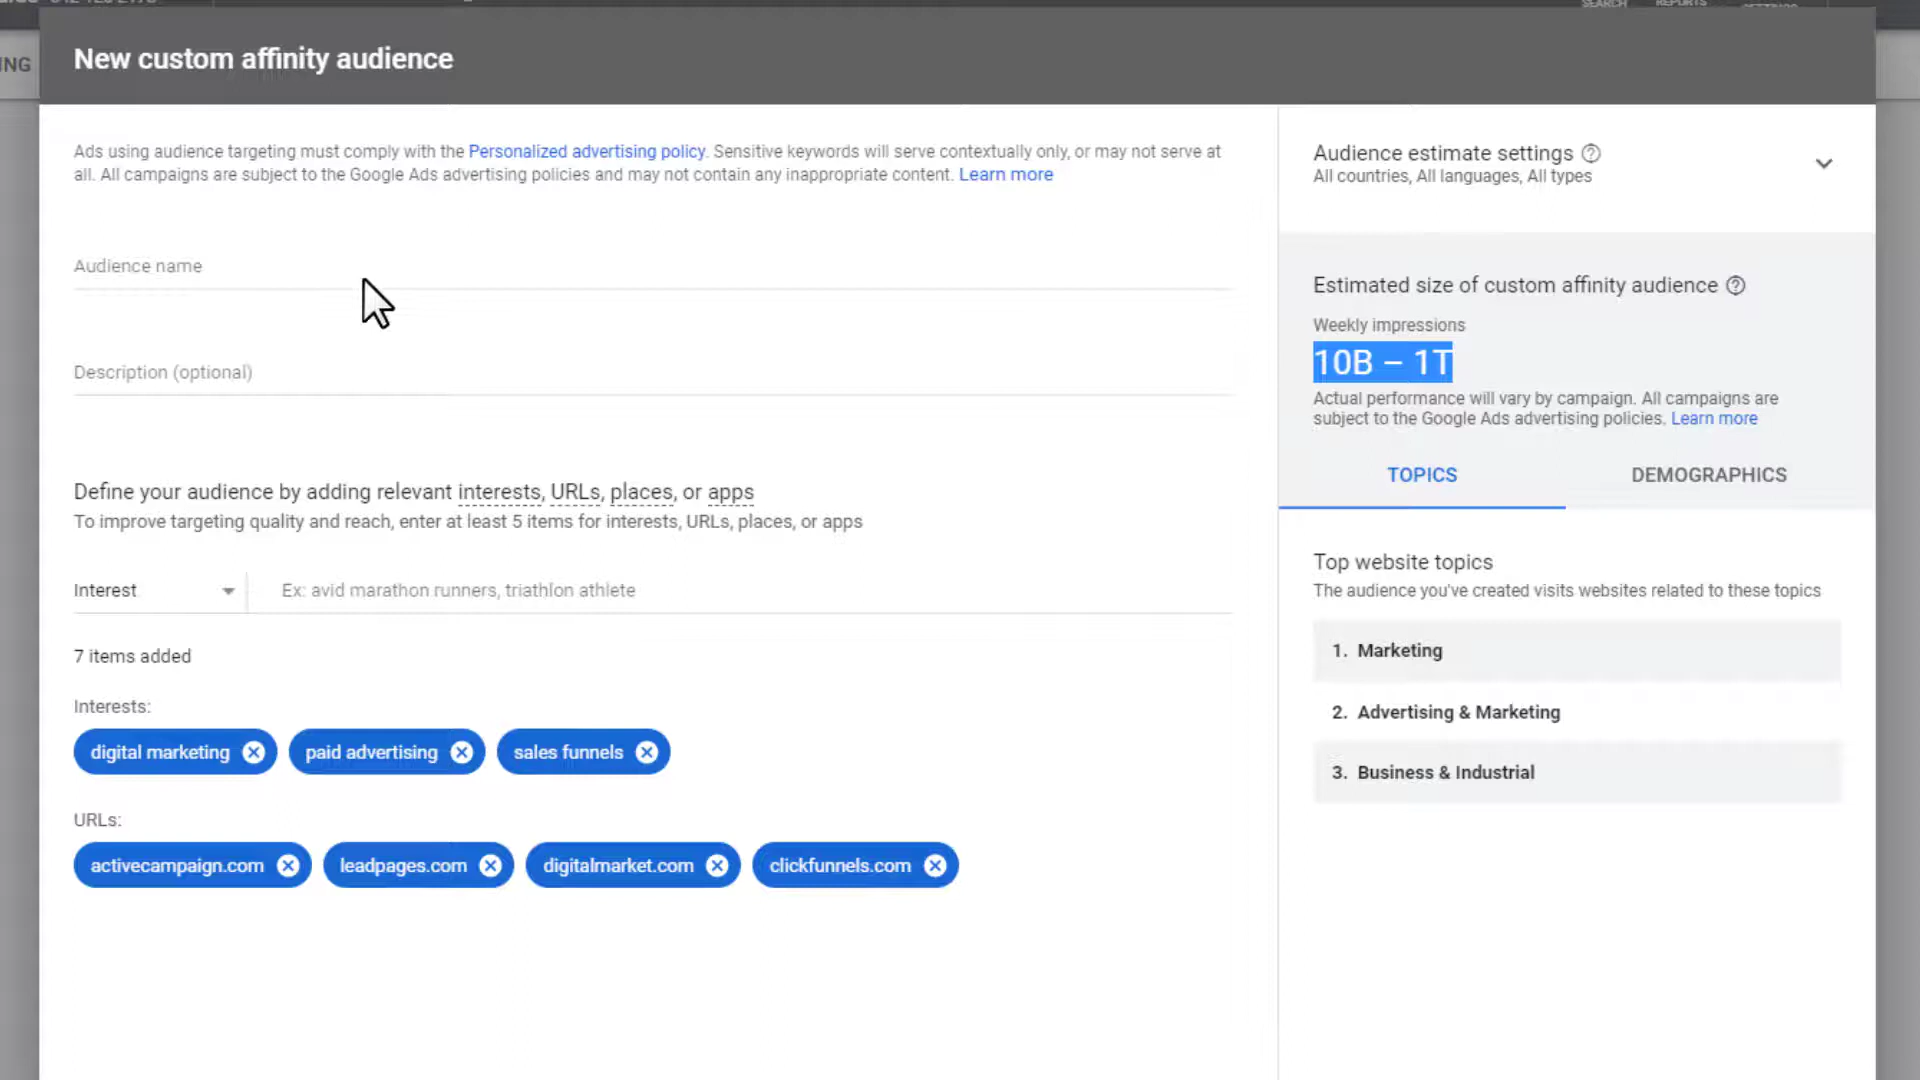 SEARCH
REPORTS
ING
New custom affinity audience
Ads using audience targeting must comply with the Personalized advertising policy. Sensitive keywords will serve contextually only, or may not serve at
all. All campaigns are subject to the Google Ads advertising policies and may not contain any inappropriate content. Learn more
Audience name
Description (optional)
Define your audience by adding relevant interests, URLs, places, or apps
To improve targeting quality and reach, enter at least 5 items for interests, URLs, places, or apps
Interest
Ex: avid marathon runners, triathlon athlete
7 items added
Interests:
digital marketing
paid advertising
sales funnels
URLs:
activecampaign.com
leadpages.com
digitalmarket.com
clickfunnels.com
Audience estimate settings
All countries, All languages, All types
Estimated size of custom affinity audience
Weekly impressions
10B – 1T
Actual performance will vary by campaign. All campaigns are
subject to the Google Ads advertising policies. Learn more
TOPICS
DEMOGRAPHICS
Top website topics
The audience you've created visits websites related to these topics
1. Marketing
2. Advertising & Marketing
3. Business & Industrial